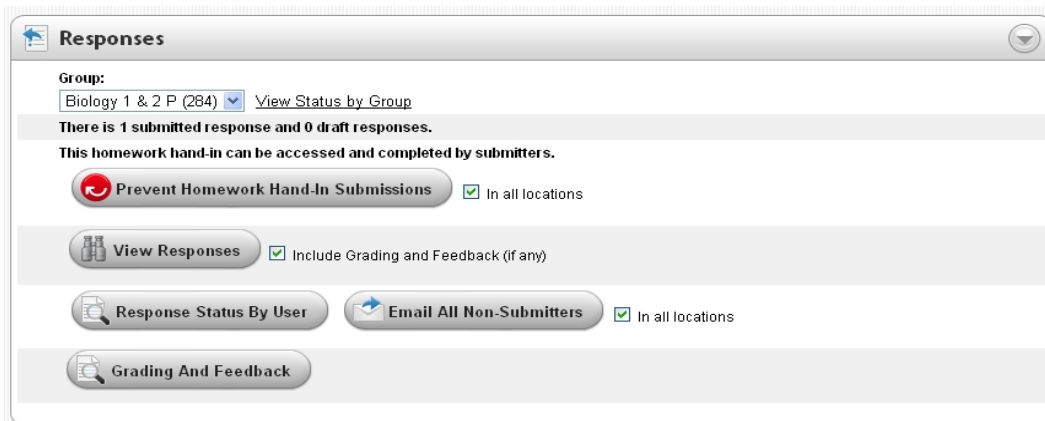 Responses
Group:
Biology 1 & 2 P (284) View Status by Group
There is 1 submitted response and 0 draft responses.
This homework hand-in can be accessed and completed by submitters.
Prevent Homework Hand-In Submissions In all locations
View Responses Include Grading and Feedback (if any)
Response Status By User Email All Non-Submitters In all locations
Grading And Feedback